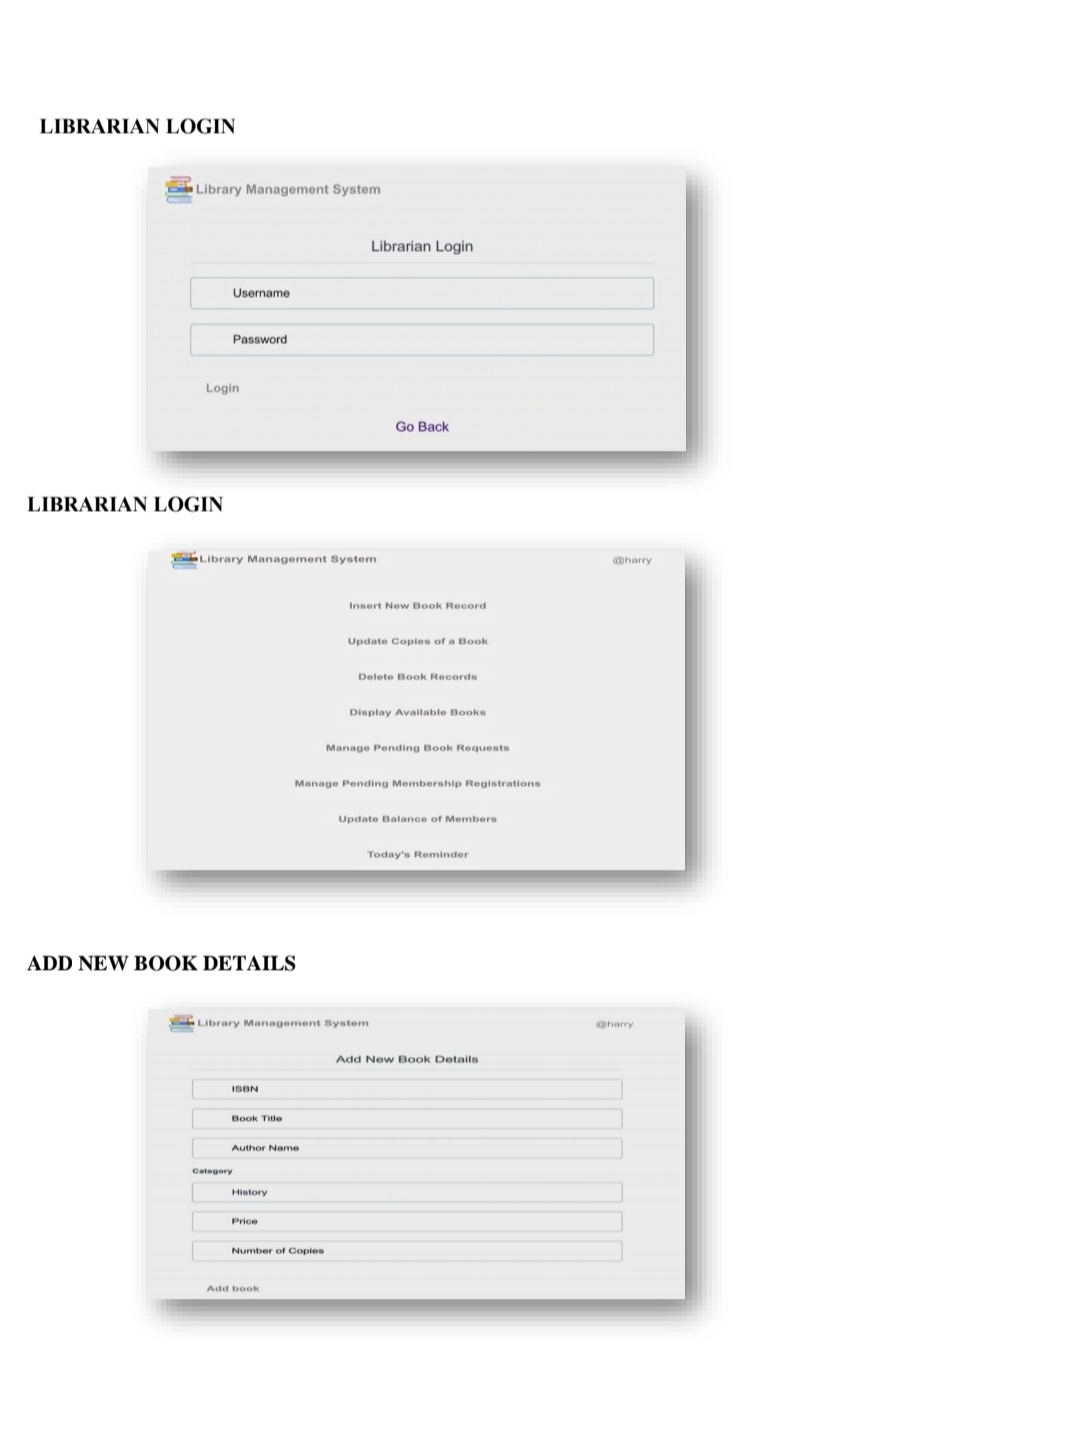 LIBRARIAN LOGIN
Library Management System
Librarian Login
Username
Password
Login
Go Back
LIBRARIAN LOGIN
Library Management System @harry
Insert New Book Record
Update Copies of a Book
Delete Book Records
Display Available Books
Manage Pending Book Requests
Manage Pending Membership Registrations
Update Balance of Members
Today's Reminder
ADD NEW BOOK DETAILS
Library Management System @harry
Add New Book Details
ISBN
Book Title
Author Name
Category
History
Price
Number of Copies
Add book